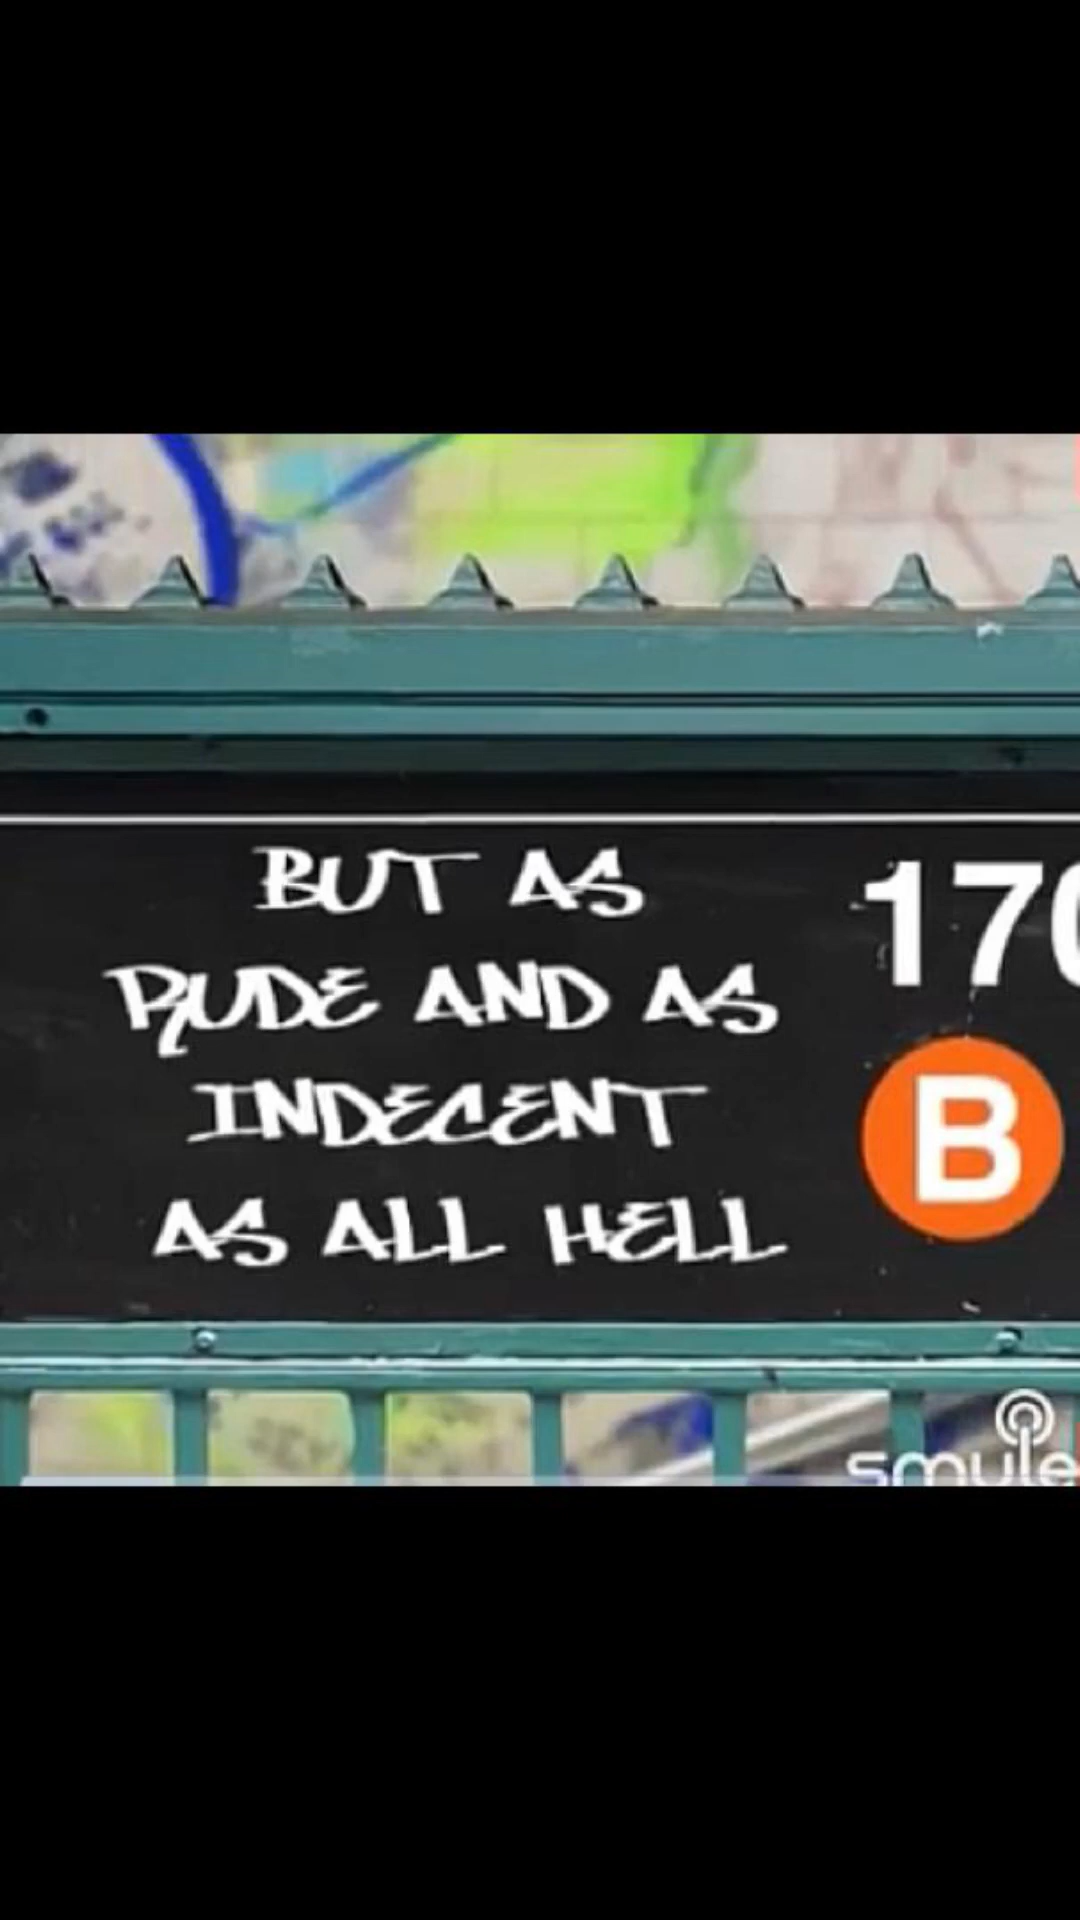 BUT AS
RUDE AND AS
INDECENT
AS ALL HELL
170
B
smule